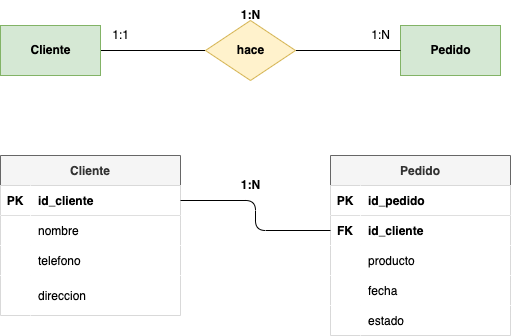 1:N
Cliente 1:1 hace 1:N Pedido
Cliente
PK id_cliente
nombre
telefono
direccion
1:N
Pedido
PK id_pedido
FK id_cliente
producto
fecha
estado